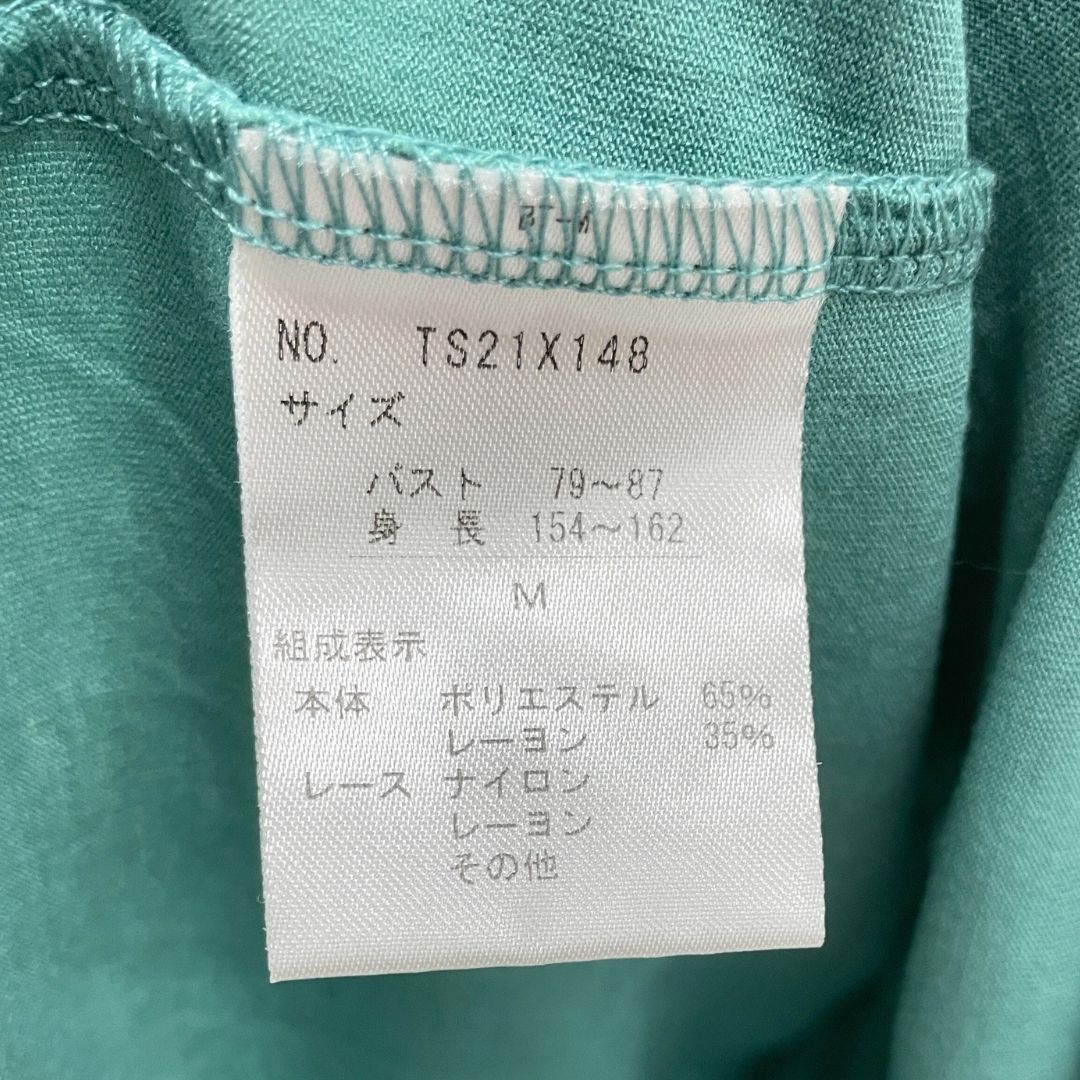 NO. TS21X148
サイズ
バスト 79～87
身 長 154～162
M
組成表示
本体 ポリエステル 65%
レーヨン 35%
レース ナイロン
レーヨン
その他